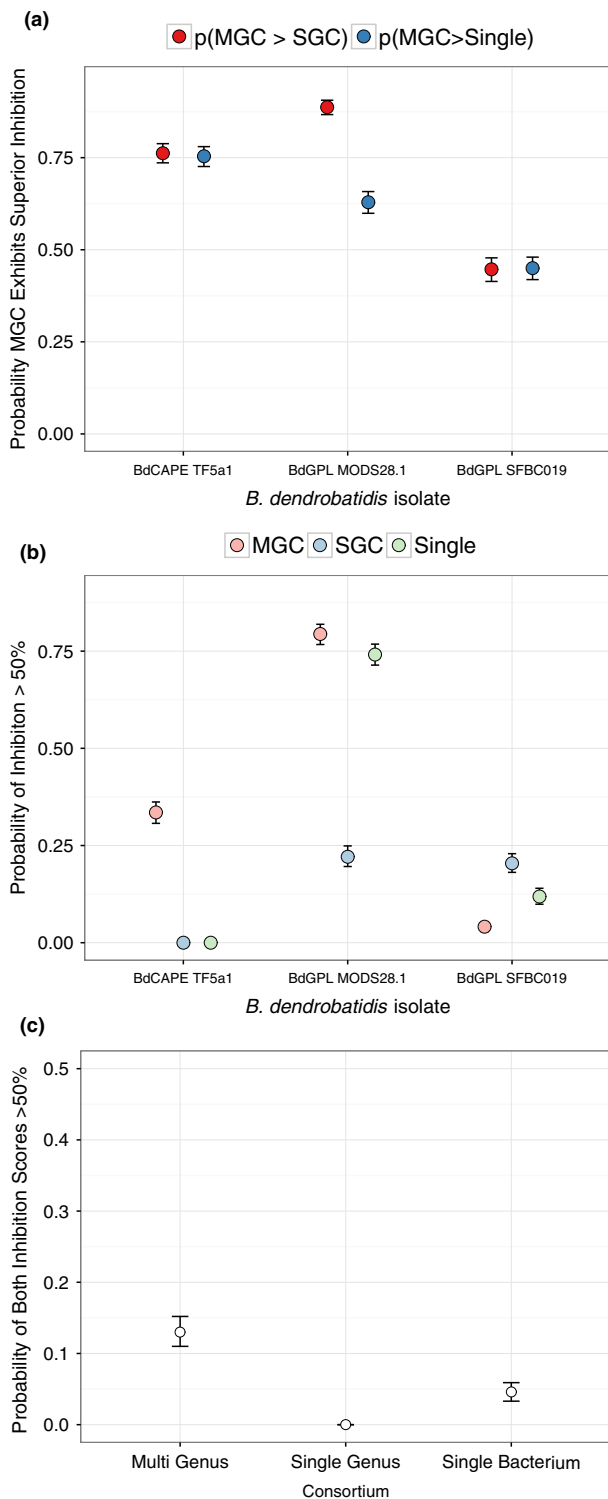 (a)
p(MGC > SGC) p(MGC>Single)
Probability MGC Exhibits Superior Inhibition
0.75
0.50
0.25
0.00
BdCAPE TF5a1 BdGPL MODS28.1 BdGPL SFBC019
B. dendrobatidis isolate
(b)
MGC SGC Single
Probability of Inhibiton > 50%
0.75
0.50
0.25
0.00
BdCAPE TF5a1 BdGPL MODS28.1 BdGPL SFBC019
B. dendrobatidis isolate
(c)
Probability of Both Inhibition Scores >50%
0.5
0.4
0.3
0.2
0.1
0.0
Multi Genus Single Genus Single Bacterium
Consortium